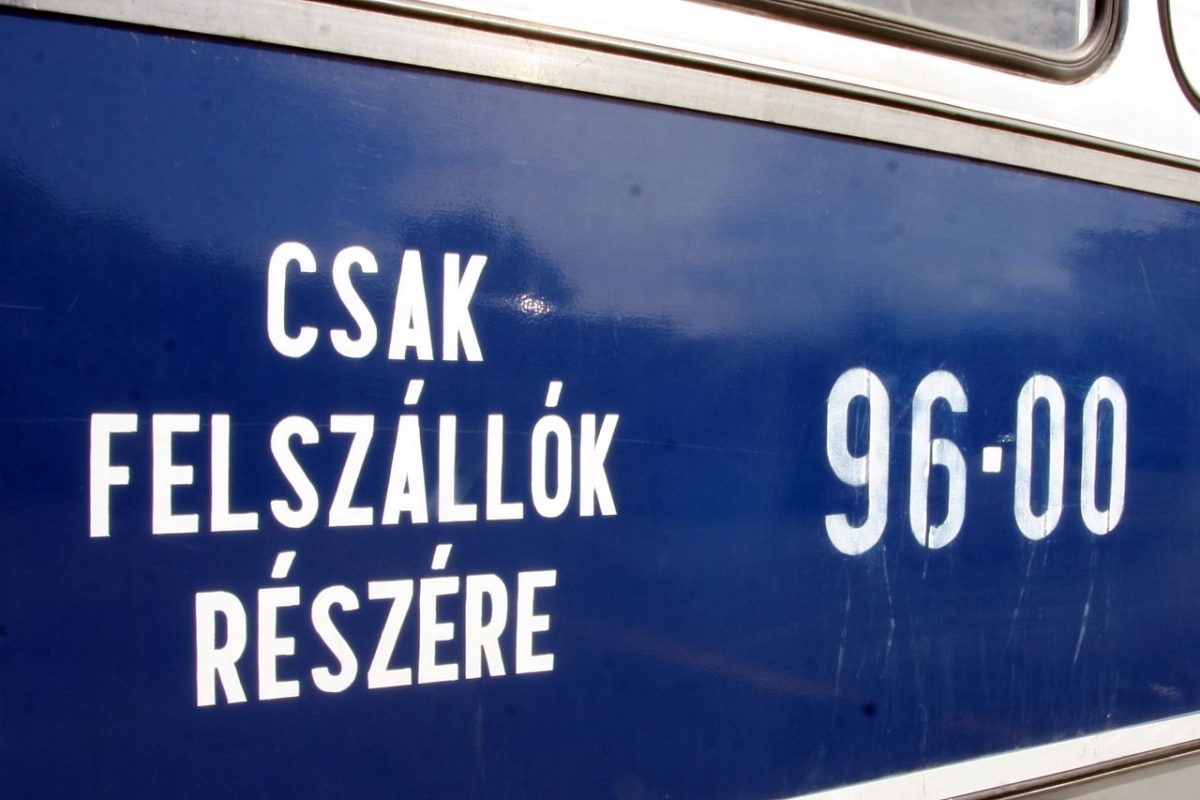 CSAK
FELSZÁLLÓK
RÉSZÉRE
96-00